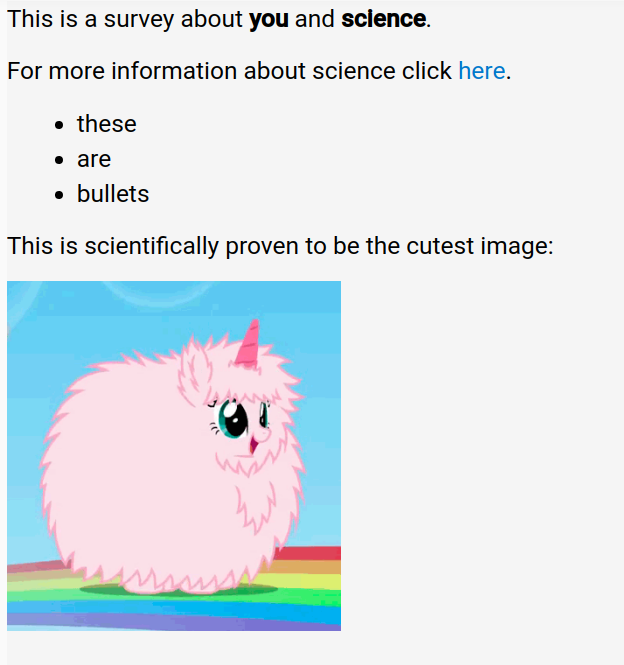 This is a survey about you and science.
For more information about science click here.
• these
• are
• bullets
This is scientifically proven to be the cutest image: